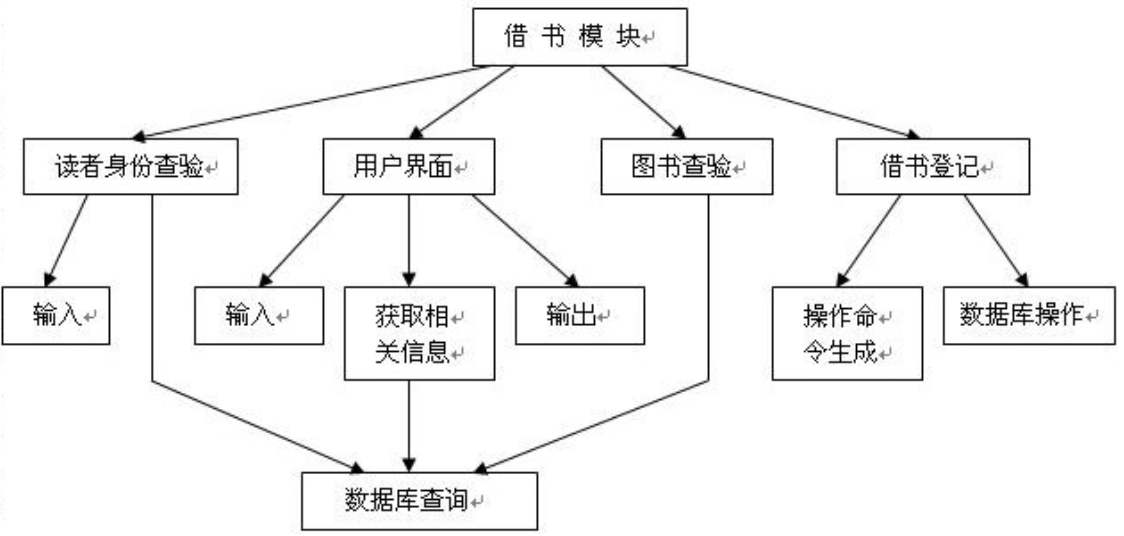 借 书 模 块
读者身份查验
用户界面
图书查验
借书登记
输入
输入
获取相
关信息
输出
操作命
令生成
数据库操作
数据库查询